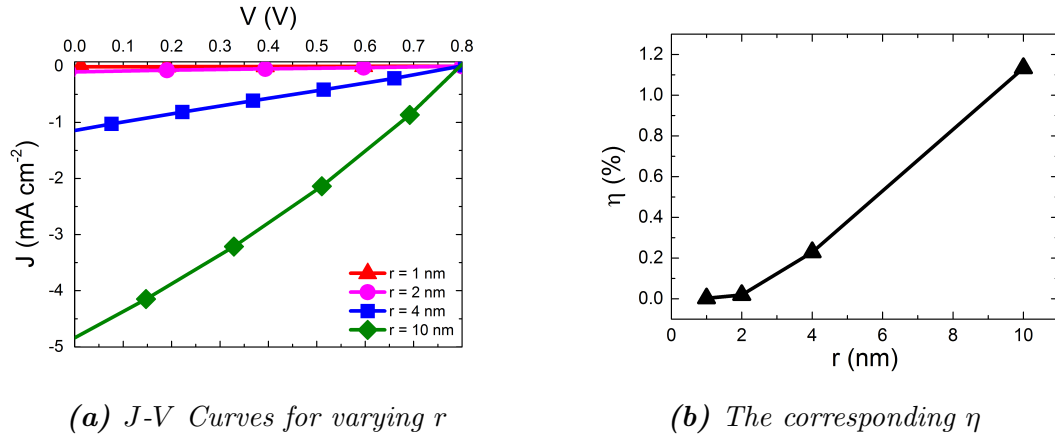 V (V)
0.0 0.1 0.2 0.3 0.4 0.5 0.6 0.7 0.8
0
-1
-2
-3
-4
-5
J (mA cm⁻²)
r = 1 nm
r = 2 nm
r = 4 nm
r = 10 nm
(a) J-V Curves for varying r
1.2
1.0
0.8
0.6
0.4
0.2
0.0
η (%)
0 2 4 6 8 10
r (nm)
(b) The corresponding η